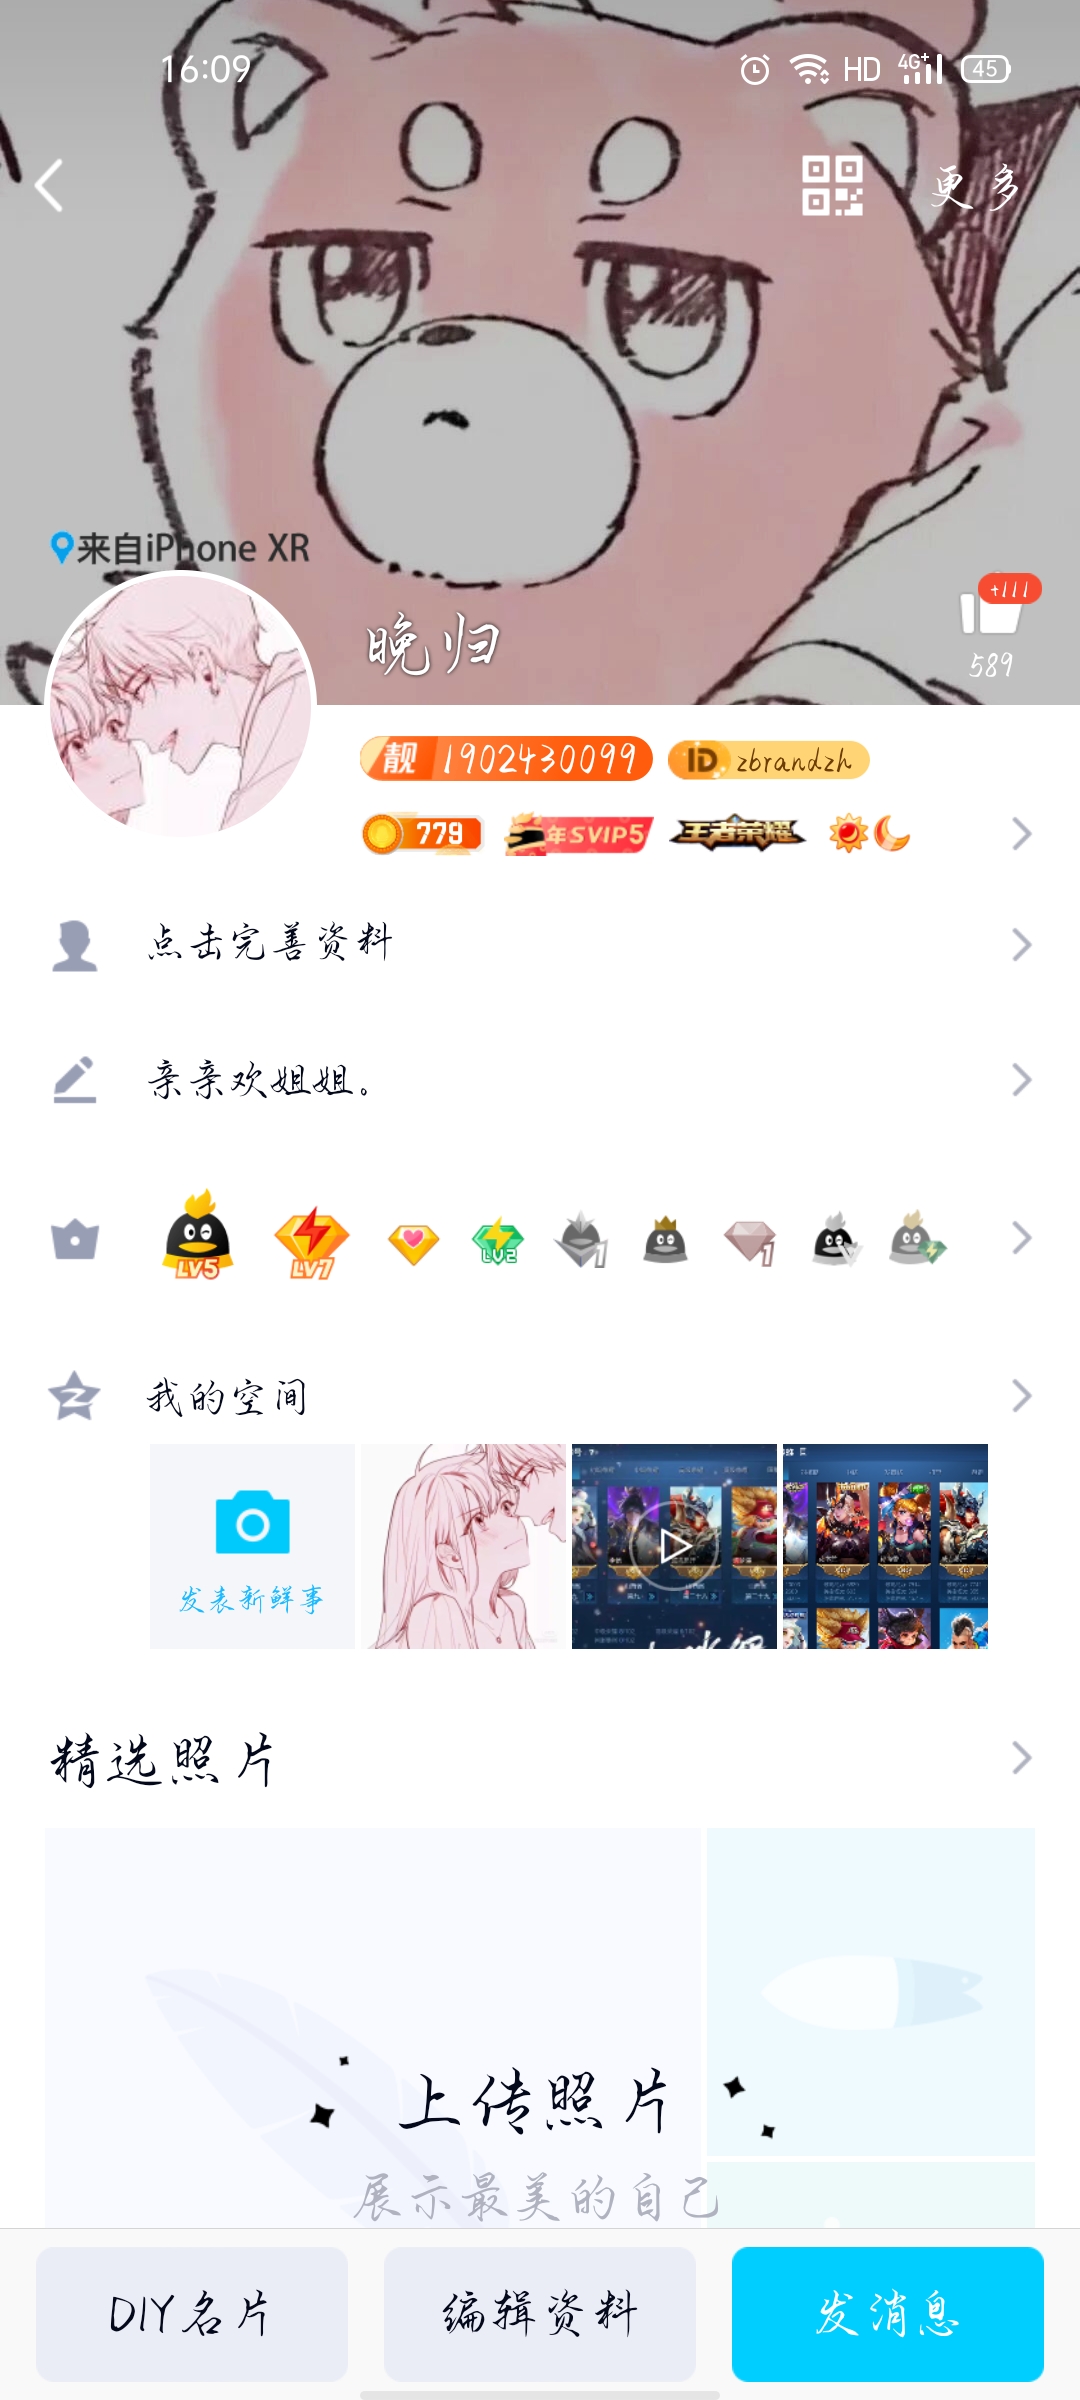 16:09
HD 4G+ 45
更多
来自iPhone XR
晚归
+111
589
靓 1902430099 ID zbrandzh
779 年SVIP5 王者荣耀
点击完善资料
亲亲欢姐姐。
LV5 LV7 LV2 1 1
我的空间
发表新鲜事
精选照片
上传照片
展示最美的自己
DIY名片 编辑资料 发消息